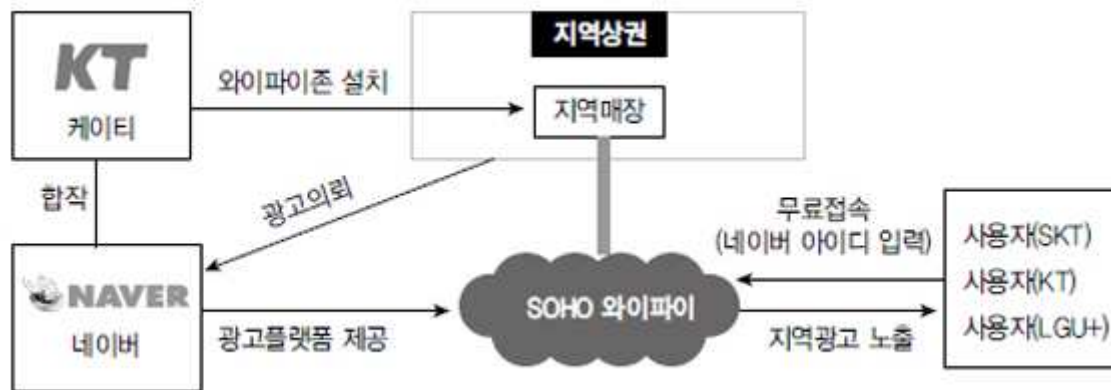 지역상권
KT
케이티
와이파이존 설치
지역매장
합작
광고의뢰
무료접속
(네이버 아이디 입력)
사용자(SKT)
사용자(KT)
사용자(LGU+)
NAVER
네이버
광고플랫폼 제공
SOHO 와이파이
지역광고 노출